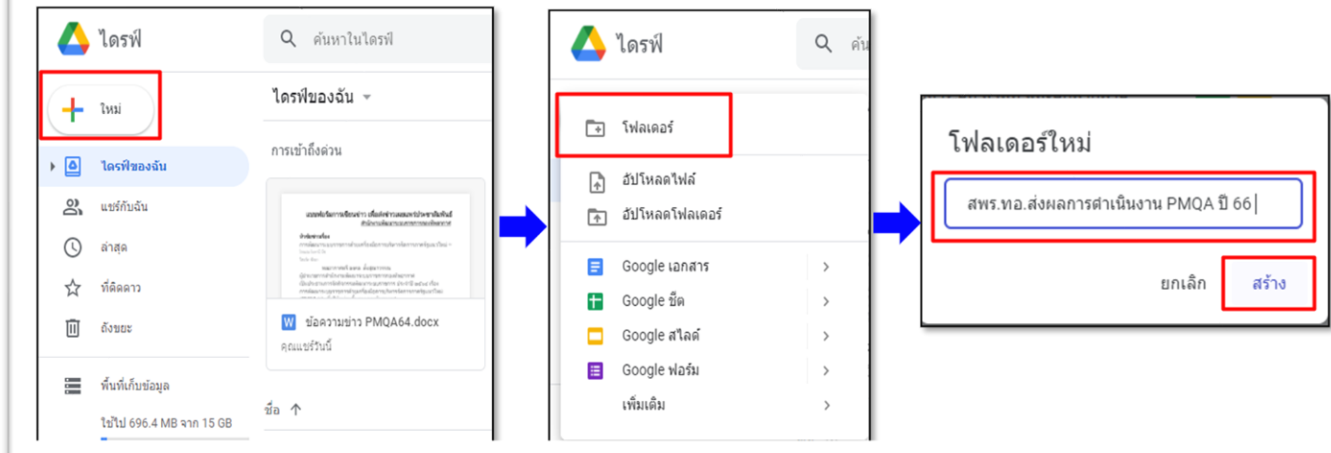 ไดรฟ์
ค้นหาในไดรฟ์
ใหม่
ไดรฟ์ของฉัน
ไดรฟ์ของฉัน
แชร์กับฉัน
ล่าสุด
ที่ติดดาว
ถังขยะ
พื้นที่เก็บข้อมูล
ใช้ไป 696.4 MB จาก 15 GB
การเข้าถึงด่วน
W ข้อความข่าว PMQA64.docx
คุณแชร์วันนี้
ชื่อ
ไดรฟ์
ค้น
โฟลเดอร์
อัปโหลดไฟล์
อัปโหลดโฟลเดอร์
Google เอกสาร
Google ชีต
Google สไลด์
Google ฟอร์ม
เพิ่มเติม
โฟลเดอร์ใหม่
สพร.ทอ.ส่งผลการดำเนินงาน PMQA ปี 66
ยกเลิก
สร้าง